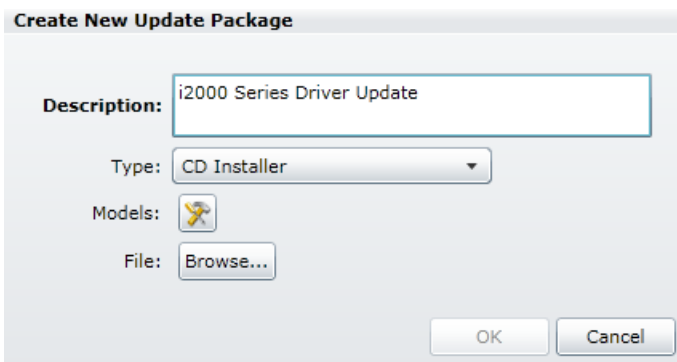 Create New Update Package
Description: i2000 Series Driver Update
Type: CD Installer
Models:
File: Browse...
OK Cancel